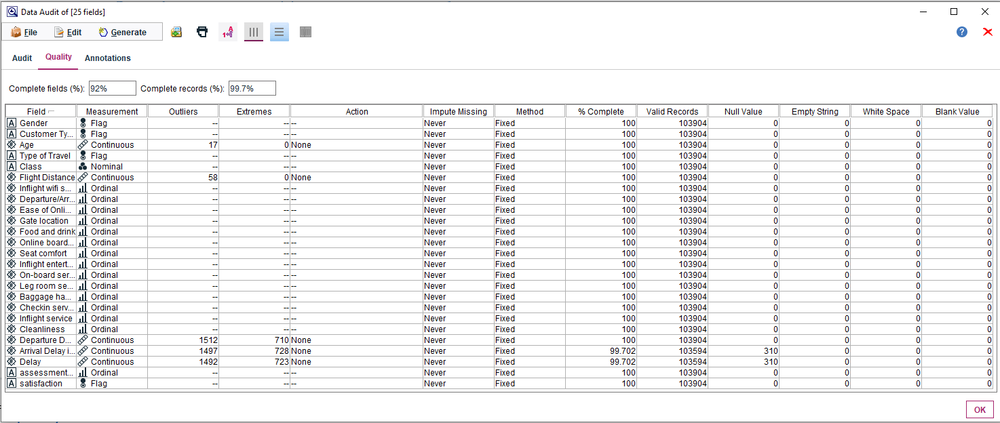 Data Audit of [25 fields]
File Edit Generate
Audit Quality Annotations
Complete fields (%): 92% Complete records (%): 99.7%
Field Measurement Outliers Extremes Action Impute Missing Method % Complete Valid Records Null Value Empty String White Space Blank Value
A Gender Flag -- -- -- Never Fixed 100 103904 0 0 0 0
A Customer Ty... Flag -- -- -- Never Fixed 100 103904 0 0 0 0
Age Continuous 17 0 None Never Fixed 100 103904 0 0 0 0
A Type of Travel Flag -- -- -- Never Fixed 100 103904 0 0 0 0
A Class Nominal -- -- -- Never Fixed 100 103904 0 0 0 0
Flight Distance Continuous 58 0 None Never Fixed 100 103904 0 0 0 0
Inflight wifi s... Ordinal -- -- -- Never Fixed 100 103904 0 0 0 0
Departure/Arr... Ordinal -- -- -- Never Fixed 100 103904 0 0 0 0
Ease of Onli... Ordinal -- -- -- Never Fixed 100 103904 0 0 0 0
Gate location Ordinal -- -- -- Never Fixed 100 103904 0 0 0 0
Food and drink Ordinal -- -- -- Never Fixed 100 103904 0 0 0 0
Online board... Ordinal -- -- -- Never Fixed 100 103904 0 0 0 0
Seat comfort Ordinal -- -- -- Never Fixed 100 103904 0 0 0 0
Inflight entert... Ordinal -- -- -- Never Fixed 100 103904 0 0 0 0
On-board ser... Ordinal -- -- -- Never Fixed 100 103904 0 0 0 0
Leg room se... Ordinal -- -- -- Never Fixed 100 103904 0 0 0 0
Baggage ha... Ordinal -- -- -- Never Fixed 100 103904 0 0 0 0
Checkin serv... Ordinal -- -- -- Never Fixed 100 103904 0 0 0 0
Inflight service Ordinal -- -- -- Never Fixed 100 103904 0 0 0 0
Cleanliness Ordinal -- -- -- Never Fixed 100 103904 0 0 0 0
Departure D... Continuous 1512 710 None Never Fixed 100 103904 0 0 0 0
Arrival Delay i... Continuous 1497 728 None Never Fixed 99.702 103594 310 0 0 0
Delay Continuous 1492 723 None Never Fixed 99.702 103594 310 0 0 0
A assessment... Ordinal -- -- -- Never Fixed 100 103904 0 0 0 0
A satisfaction Flag -- -- -- Never Fixed 100 103904 0 0 0 0
OK